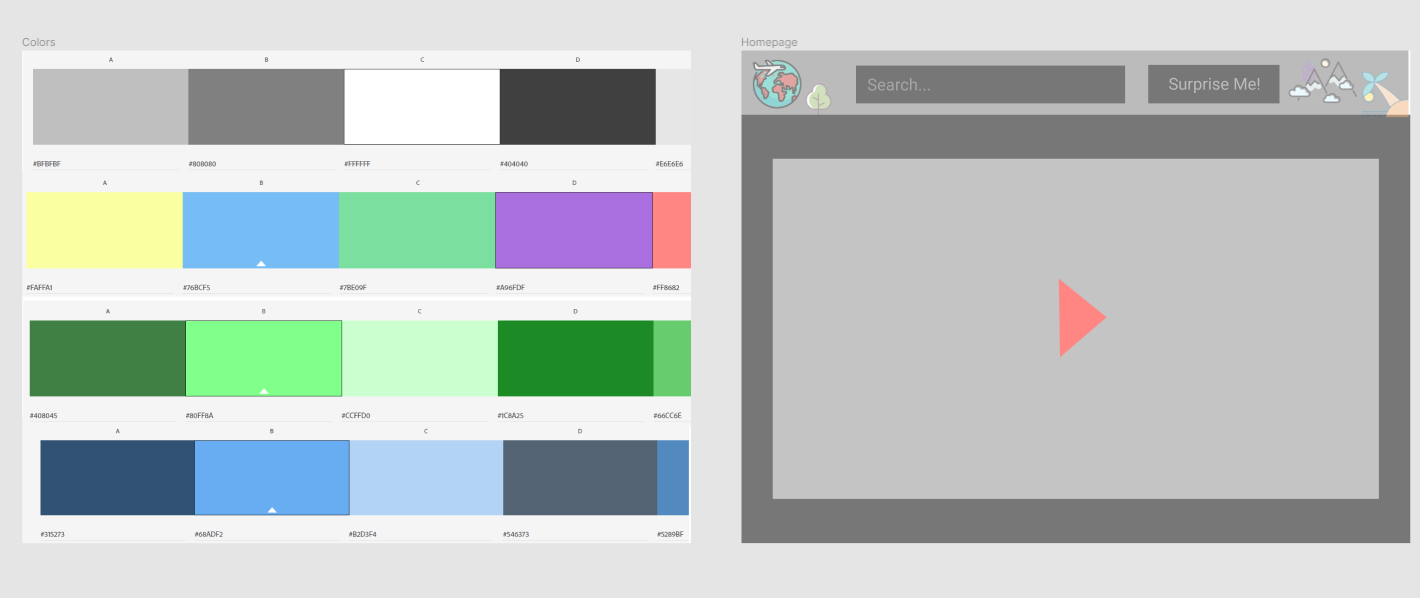 Colors
A B C D
#BFBFBF #808080 #FFFFFF #404040 #E6E6E6
A B C D
#FAFFA1 #76BCF5 #7BE09F #A96FDF #FF8682
A B C D
#408045 #80FF8A #CCFFD0 #1C8A25 #66CC6E
A B C D
#315273 #68ADF2 #B2D3F4 #546373 #5289BF
Homepage
Search...
Surprise Me!